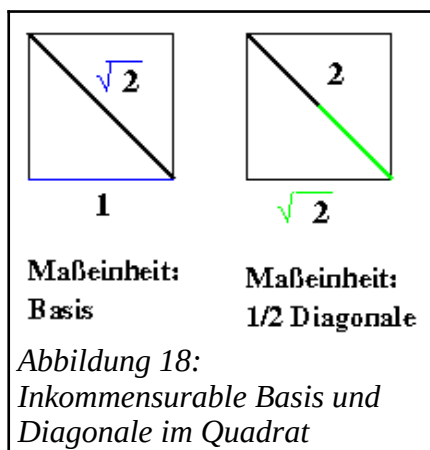 √2
2
1
√2
Maßeinheit:
Basis
Maßeinheit:
1/2 Diagonale
Abbildung 18:
Inkommensurable Basis und
Diagonale im Quadrat